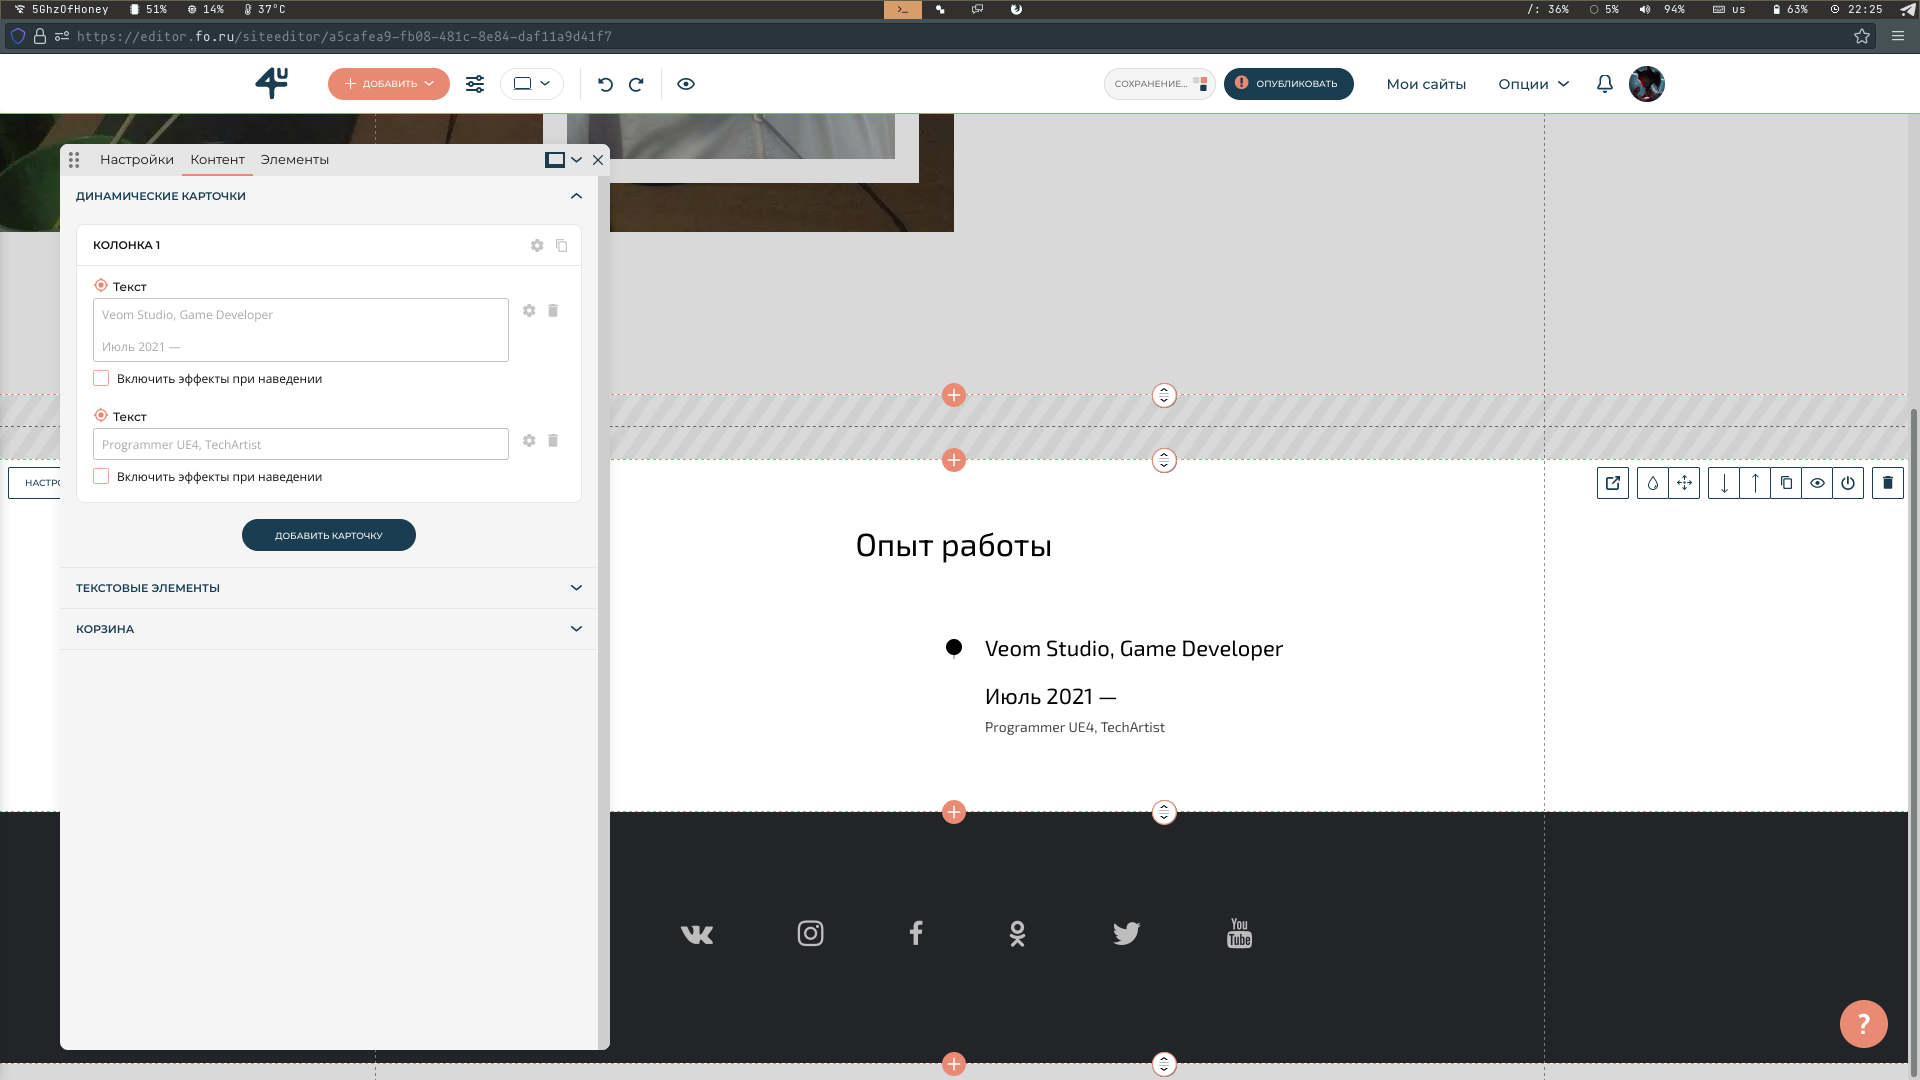 5GhzOfHoney 51% 14% 37°C
/: 36% 5% 94% us 63% 22:25
https://editor.fo.ru/siteeditor/a5cafea9-fb08-481c-8e84-daf11a9d41f7
4U
ДОБАВИТЬ
СОХРАНЕНИЕ...
ОПУБЛИКОВАТЬ
Мои сайты
Опции
Настройки Контент Элементы
ДИНАМИЧЕСКИЕ КАРТОЧКИ
КОЛОНКА 1
Текст
Veom Studio, Game Developer
Июль 2021 —
Включить эффекты при наведении
Текст
Programmer UE4, TechArtist
Включить эффекты при наведении
ДОБАВИТЬ КАРТОЧКУ
ТЕКСТОВЫЕ ЭЛЕМЕНТЫ
КОРЗИНА
НАСТРО
Опыт работы
Veom Studio, Game Developer
Июль 2021 —
Programmer UE4, TechArtist
You
Tube
?